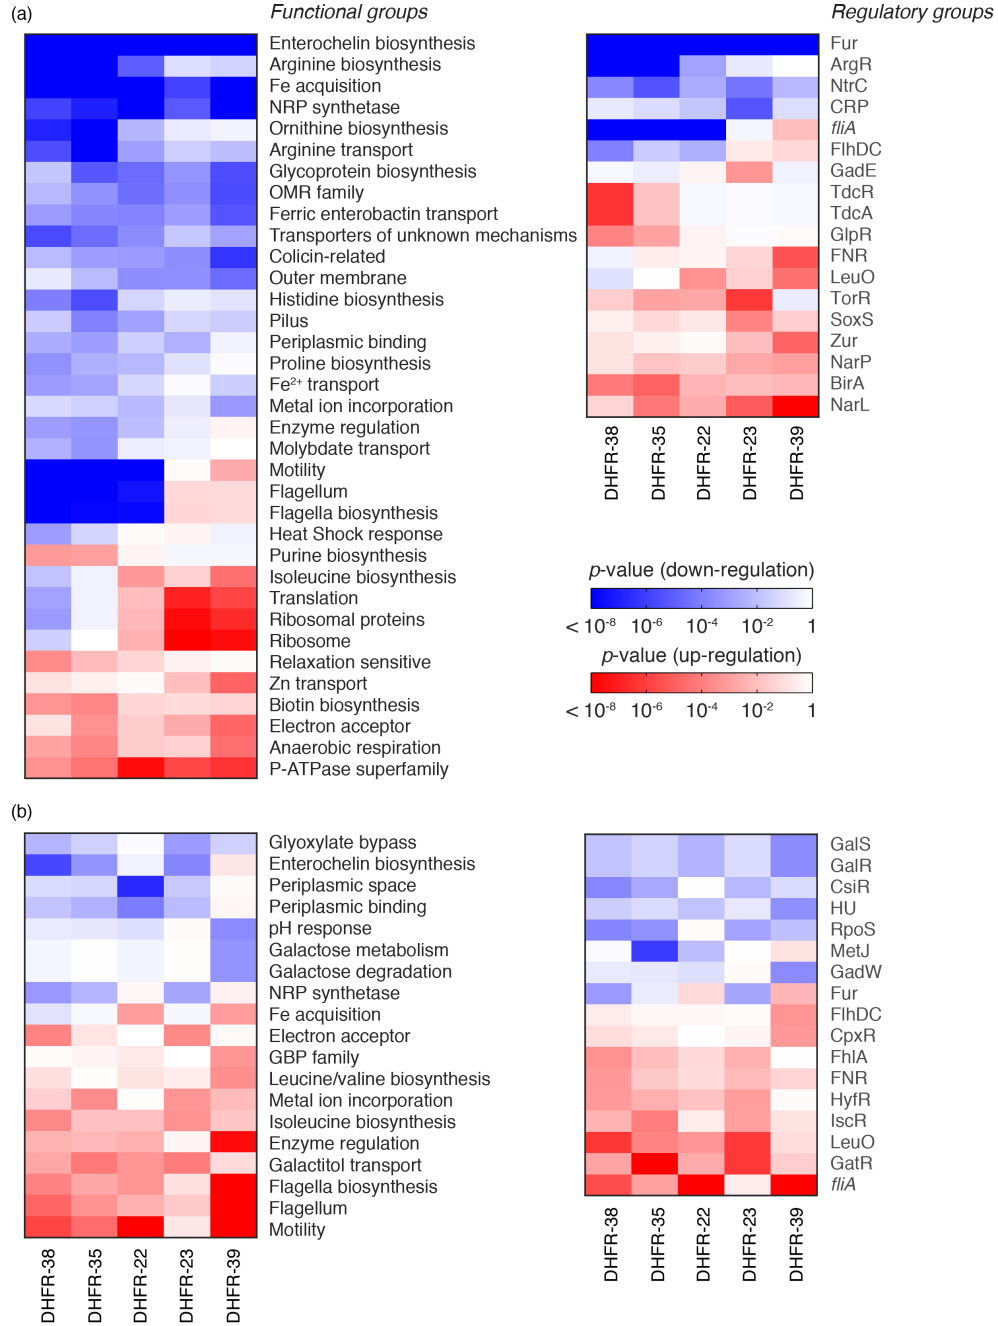 (a)
Functional groups
Regulatory groups
Enterochelin biosynthesis
Arginine biosynthesis
Fe acquisition
NRP synthetase
Ornithine biosynthesis
Arginine transport
Glycoprotein biosynthesis
OMR family
Ferric enterobactin transport
Transporters of unknown mechanisms
Colicin-related
Outer membrane
Histidine biosynthesis
Pilus
Periplasmic binding
Proline biosynthesis
Fe²⁺ transport
Metal ion incorporation
Enzyme regulation
Molybdate transport
Motility
Flagellum
Flagella biosynthesis
Heat Shock response
Purine biosynthesis
Isoleucine biosynthesis
Translation
Ribosomal proteins
Ribosome
Relaxation sensitive
Zn transport
Biotin biosynthesis
Electron acceptor
Anaerobic respiration
P-ATPase superfamily
Fur
ArgR
NtrC
CRP
fliA
FlhDC
GadE
TdcR
TdcA
GlpR
FNR
LeuO
TorR
SoxS
Zur
NarP
BirA
NarL
DHFR-38
DHFR-35
DHFR-22
DHFR-23
DHFR-39
p-value (down-regulation)
< 10⁻⁸ 10⁻⁶ 10⁻⁴ 10⁻² 1
p-value (up-regulation)
< 10⁻⁸ 10⁻⁶ 10⁻⁴ 10⁻² 1
(b)
Glyoxylate bypass
Enterochelin biosynthesis
Periplasmic space
Periplasmic binding
pH response
Galactose metabolism
Galactose degradation
NRP synthetase
Fe acquisition
Electron acceptor
GBP family
Leucine/valine biosynthesis
Metal ion incorporation
Isoleucine biosynthesis
Enzyme regulation
Galactitol transport
Flagella biosynthesis
Flagellum
Motility
DHFR-38
DHFR-35
DHFR-22
DHFR-23
DHFR-39
GalS
GalR
CsiR
HU
RpoS
MetJ
GadW
Fur
FlhDC
CpxR
FhlA
FNR
HyfR
IscR
LeuO
GatR
fliA
DHFR-38
DHFR-35
DHFR-22
DHFR-23
DHFR-39